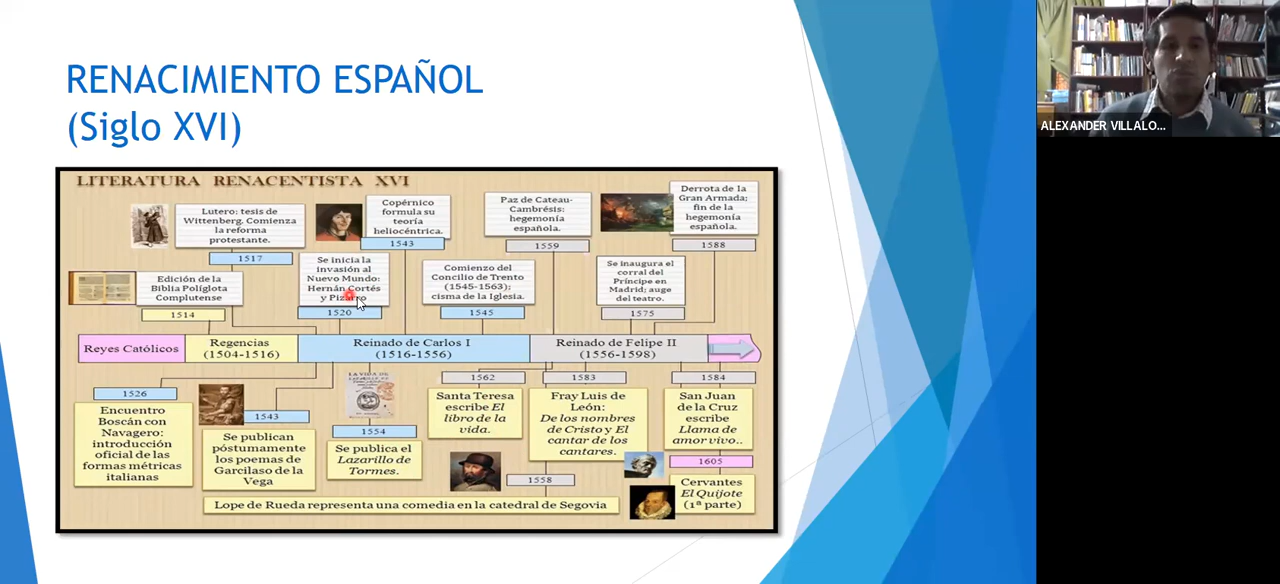 RENACIMIENTO ESPAÑOL
(Siglo XVI)
ALEXANDER VILLALO...
LITERATURA RENACENTISTA XVI
Lutero: tesis de
Wittenberg. Comienza
la reforma
protestante.
1517
Copérnico
formula su
teoría
heliocéntrica.
1543
Paz de Cateau-
Cambrésis:
hegemonía
española.
1559
Derrota de la
Gran Armada;
fin de la
hegemonía
española.
1588
Edición de la
Biblia Políglota
Complutense
1514
Se inicia la
invasión al
Nuevo Mundo:
Hernán Cortés
y Pizarro
1520
Comienzo del
Concilio de Trento
(1545-1563);
cisma de la Iglesia.
1545
Se inaugura el
corral del
Príncipe en
Madrid; auge
del teatro.
1575
Reyes Católicos
Regencias
(1504-1516)
Reinado de Carlos I
(1516-1556)
Reinado de Felipe II
(1556-1598)
1526
Encuentro
Boscán con
Navagero:
introducción
oficial de las
formas métricas
italianas
1543
Se publican
póstumamente
los poemas de
Garcilaso de la
Vega
LA VIDA DE
1554
Se publica el
Lazarillo de
Tormes.
1562
Santa Teresa
escribe El
libro de la
vida.
1583
Fray Luis de
León:
De los nombres
de Cristo y El
cantar de los
cantares.
1584
San Juan
de la Cruz
escribe
Llama de
amor vivo..
1558
Lope de Rueda representa una comedia en la catedral de Segovia
1605
Cervantes
El Quijote
(1ª parte)